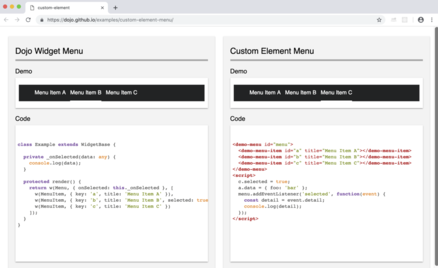 custom-element
https://dojo.github.io/examples/custom-element-menu/
Dojo Widget Menu
Demo
Menu Item A Menu Item B Menu Item C
Code
class Example extends WidgetBase {
private _onSelected(data: any) {
console.log(data);
}
protected render() {
return w(Menu, { onSelected: this._onSelected }, [
w(MenuItem, { key: 'a', title: 'Menu Item A' }),
w(MenuItem, { key: 'b', title: 'Menu Item B', selected: true
w(MenuItem, { key: 'c', title: 'Menu Item C' })
]);
}
}
Custom Element Menu
Demo
Menu Item A Menu Item B Menu Item C
Code
<demo-menu id="menu">
<demo-menu-item id="a" title="Menu Item A"></demo-menu-item>
<demo-menu-item id="b" title="Menu Item B"></demo-menu-item>
<demo-menu-item id="c" title="Menu Item C"></demo-menu-item>
</demo-menu>
<script>
c.selected = true;
a.data = { foo: 'bar' };
menu.addEventListener('selected', function(event) {
const detail = event.detail;
console.log(detail);
});
</script>